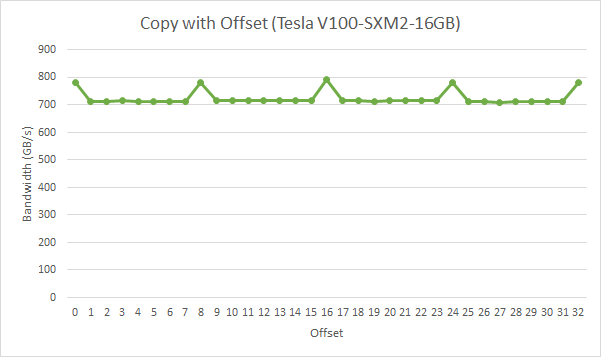 Copy with Offset (Tesla V100-SXM2-16GB)
900
800
700
600
500
400
300
200
100
0
Bandwidth (GB/s)
0 1 2 3 4 5 6 7 8 9 10 11 12 13 14 15 16 17 18 19 20 21 22 23 24 25 26 27 28 29 30 31 32
Offset